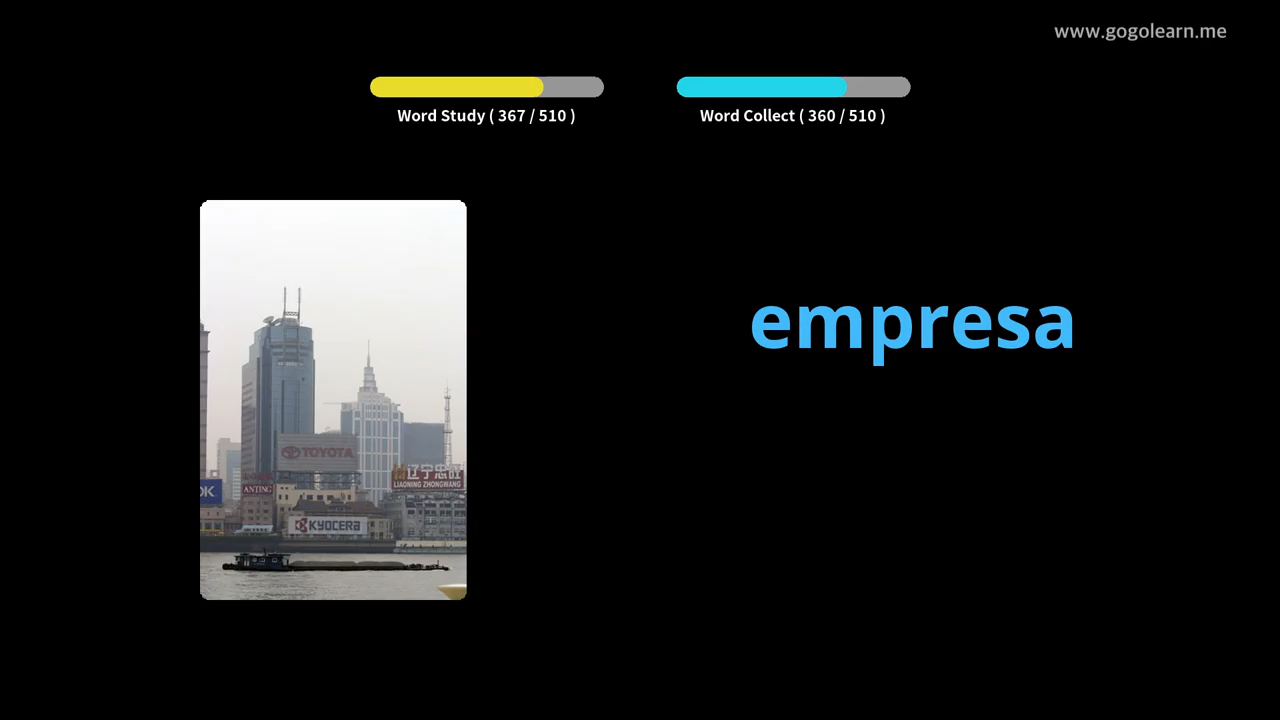 www.gogolearn.me
Word Study ( 367 / 510 )
Word Collect ( 360 / 510 )
empresa
TOYOTA
辽宁忠旺
LIAONING ZHONGWANG
OK
ANTING
KYOCERA